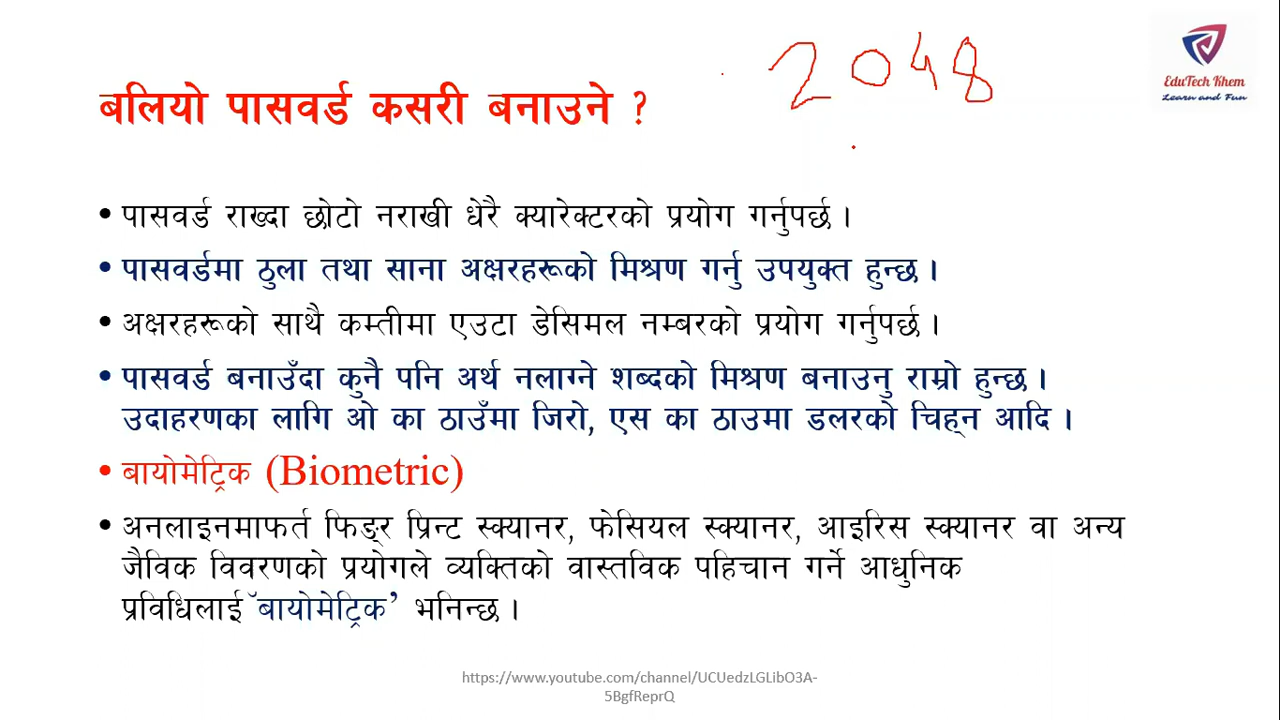 2048
EduTech Khem
Learn and Fun
बलियो पासवर्ड कसरी बनाउने ?
• पासवर्ड राख्दा छोटो नराखी धेरै क्यारेक्टरको प्रयोग गर्नुपर्छ ।
• पासवर्डमा ठुला तथा साना अक्षरहरूको मिश्रण गर्नु उपयुक्त हुन्छ ।
• अक्षरहरूको साथै कम्तीमा एउटा डेसिमल नम्बरको प्रयोग गर्नुपर्छ ।
• पासवर्ड बनाउँदा कुनै पनि अर्थ नलाग्ने शब्दको मिश्रण बनाउनु राम्रो हुन्छ ।
उदाहरणका लागि ओ का ठाउँमा जिरो, एस का ठाउमा डलरको चिह्न आदि ।
• बायोमेट्रिक (Biometric)
• अनलाइनमाफर्त फिङ्र प्रिन्ट स्क्यानर, फेसियल स्क्यानर, आइरिस स्क्यानर वा अन्य
जैविक विवरणको प्रयोगले व्यक्तिको वास्तविक पहिचान गर्ने आधुनिक
प्रविधिलाई ‘बायोमेट्रिक’ भनिन्छ ।
https://www.youtube.com/channel/UCUedzLGLibO3A-
5BgfReprQ